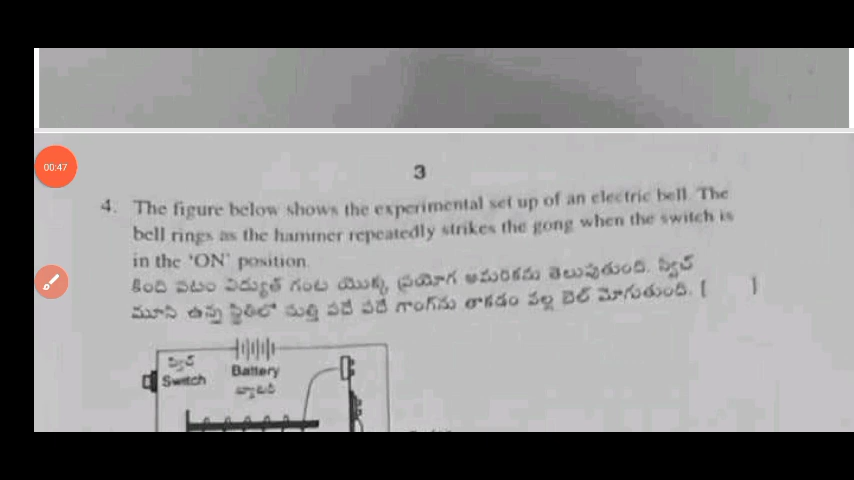 00:47
3
4. The figure below shows the experimental set up of an electric bell. The
bell rings as the hammer repeatedly strikes the gong when the switch is
in the ‘ON’ position.
కింది పటం విద్యుత్ గంట యొక్క ప్రయోగ అమరికను తెలుపుతుంది. స్విచ్
మూసి ఉన్న స్థితిలో సుత్తి పదే పదే గాంగ్‌ను తాకడం వల్ల బెల్ మోగుతుంది. [ ]
స్విచ్
Switch
Battery
బ్యాటరీ